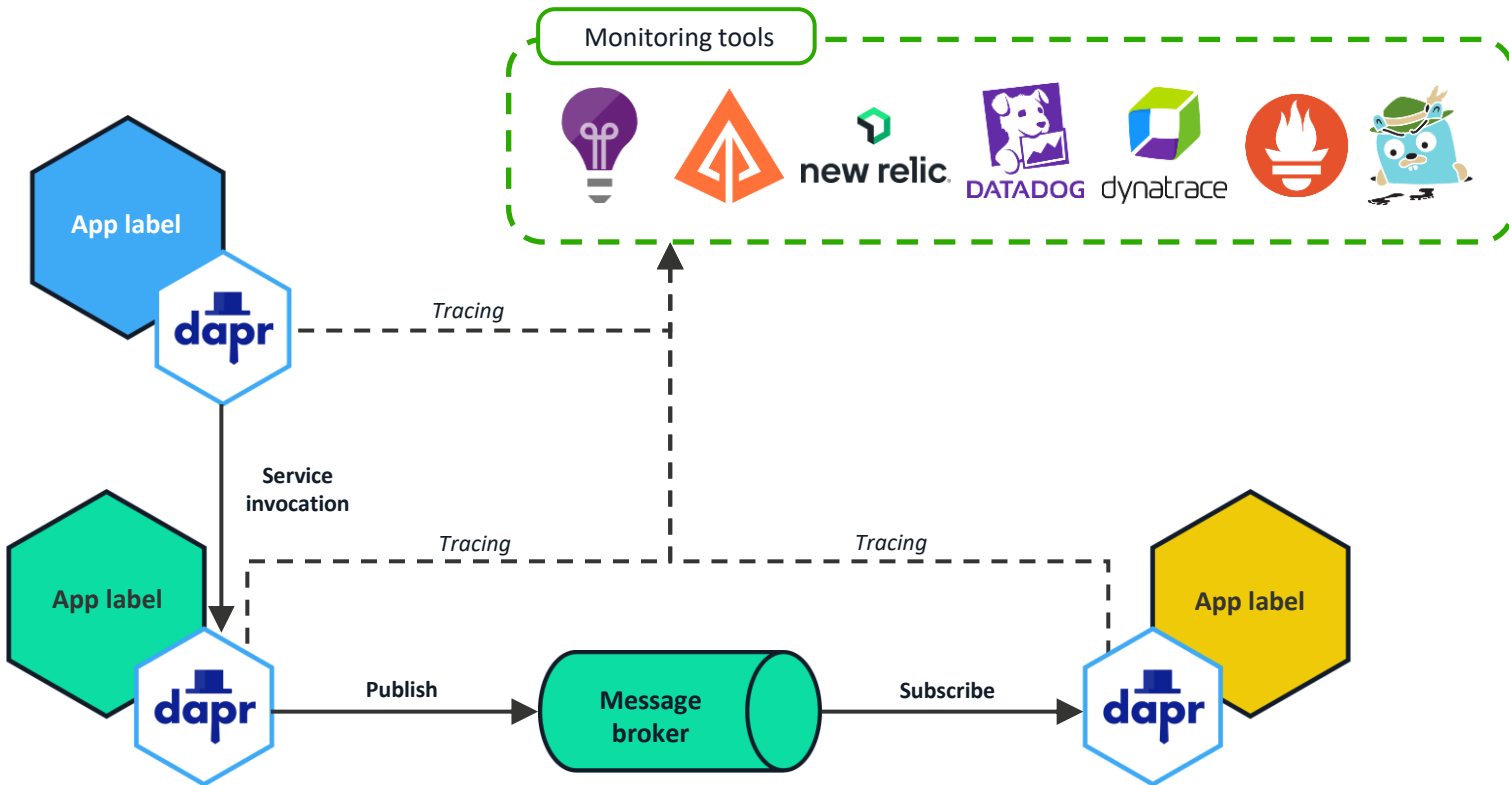 Monitoring tools
new relic.
DATADOG
dynatrace
App label
dapr
Tracing
Service
invocation
Tracing
Tracing
App label
App label
dapr
Publish
Message
broker
Subscribe
dapr